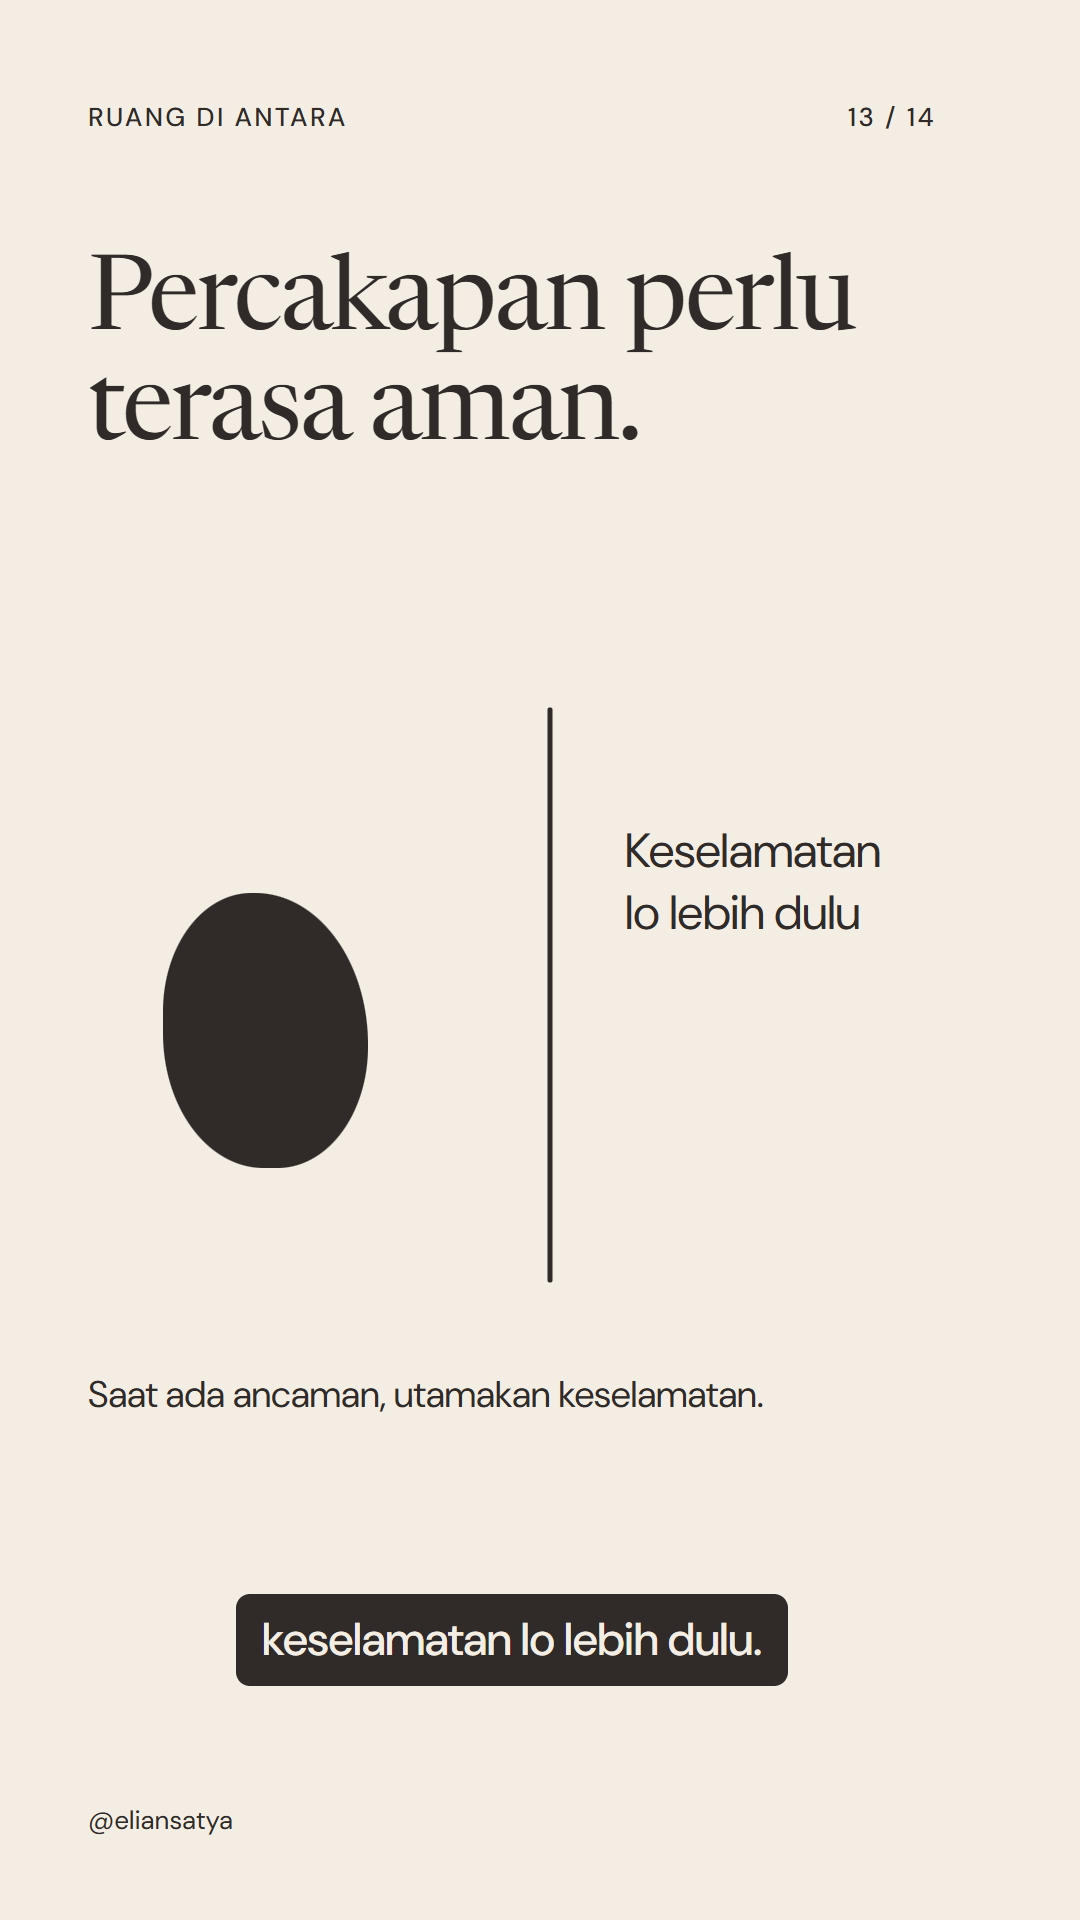 RUANG DI ANTARA
13 / 14
Percakapan perlu
terasa aman.
Keselamatan
lo lebih dulu
Saat ada ancaman, utamakan keselamatan.
keselamatan lo lebih dulu.
@eliansatya